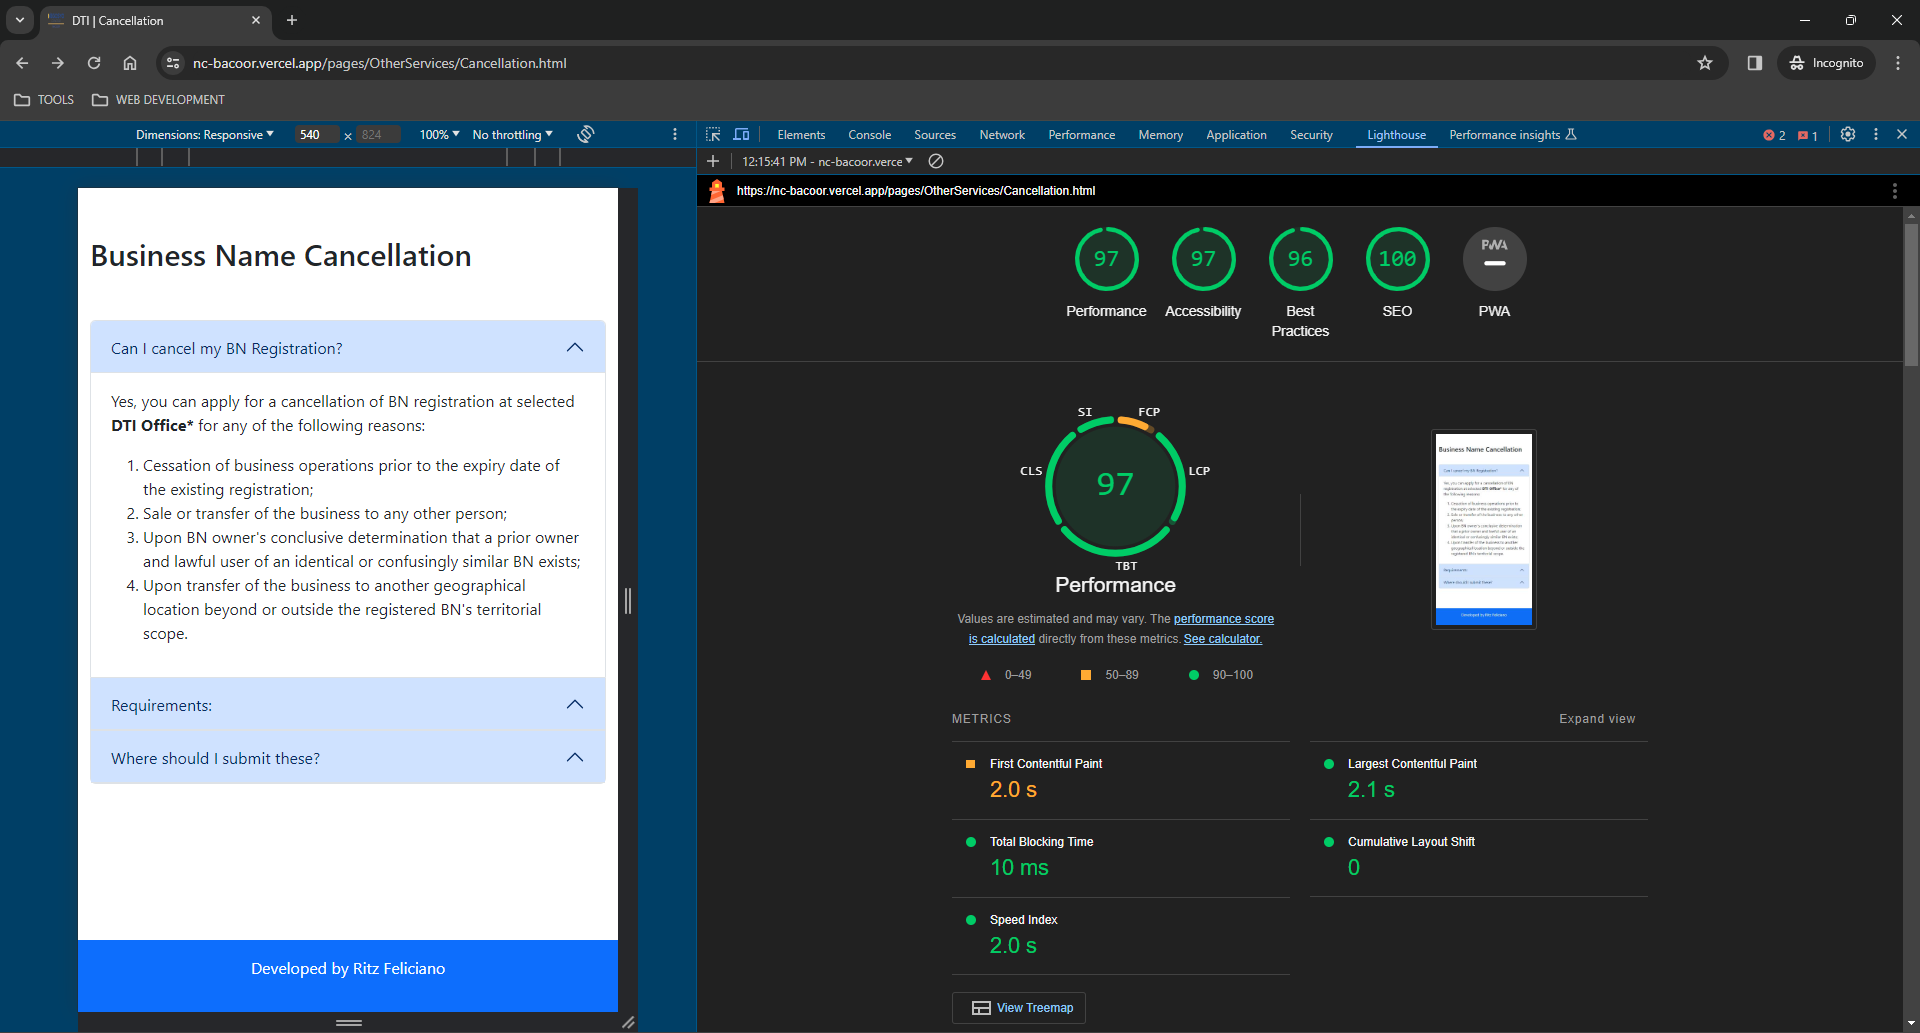 DTI | Cancellation
nc-bacoor.vercel.app/pages/OtherServices/Cancellation.html
Incognito
TOOLS
WEB DEVELOPMENT
Dimensions: Responsive
540
×
824
100%
No throttling
Elements
Console
Sources
Network
Performance
Memory
Application
Security
Lighthouse
Performance insights
2
1
12:15:41 PM - nc-bacoor.verce
https://nc-bacoor.vercel.app/pages/OtherServices/Cancellation.html
Business Name Cancellation
Can I cancel my BN Registration?
Yes, you can apply for a cancellation of BN registration at selected
DTI Office* for any of the following reasons:
1. Cessation of business operations prior to the expiry date of
the existing registration;
2. Sale or transfer of the business to any other person;
3. Upon BN owner's conclusive determination that a prior owner
and lawful user of an identical or confusingly similar BN exists;
4. Upon transfer of the business to another geographical
location beyond or outside the registered BN's territorial
scope.
Requirements:
Where should I submit these?
Developed by Ritz Feliciano
97
Performance
97
Accessibility
96
Best
Practices
100
SEO
PWA
PWA
SI
FCP
CLS
LCP
TBT
97
Performance
Values are estimated and may vary. The performance score
is calculated directly from these metrics. See calculator.
0–49
50–89
90–100
Business Name Cancellation
METRICS
Expand view
First Contentful Paint
2.0 s
Largest Contentful Paint
2.1 s
Total Blocking Time
10 ms
Cumulative Layout Shift
0
Speed Index
2.0 s
View Treemap